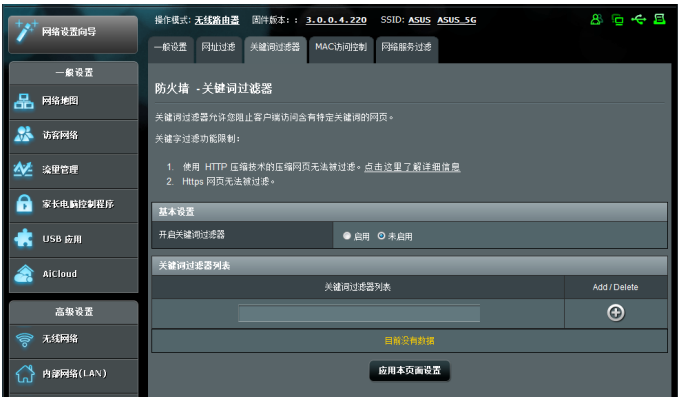 网络设置向导
操作模式: 无线路由器 固件版本: : 3.0.0.4.220 SSID: ASUS ASUS_5G
一般设置 网址过滤 关键词过滤器 MAC访问控制 网络服务过滤
一般设置
网络地图
访客网络
流量管理
家长电脑控制程序
USB 应用
AiCloud
高级设置
无线网络
内部网络(LAN)
防火墙 - 关键词过滤器
关键词过滤器允许您阻止客户端访问含有特定关键词的网页。
关键字过滤功能限制:
1. 使用 HTTP 压缩技术的压缩网页无法被过滤。点击这里了解详细信息
2. Https 网页无法被过滤。
基本设置
开启关键词过滤器 启用 未启用
关键词过滤器列表
关键词过滤器列表 Add / Delete
目前没有数据
应用本页面设置